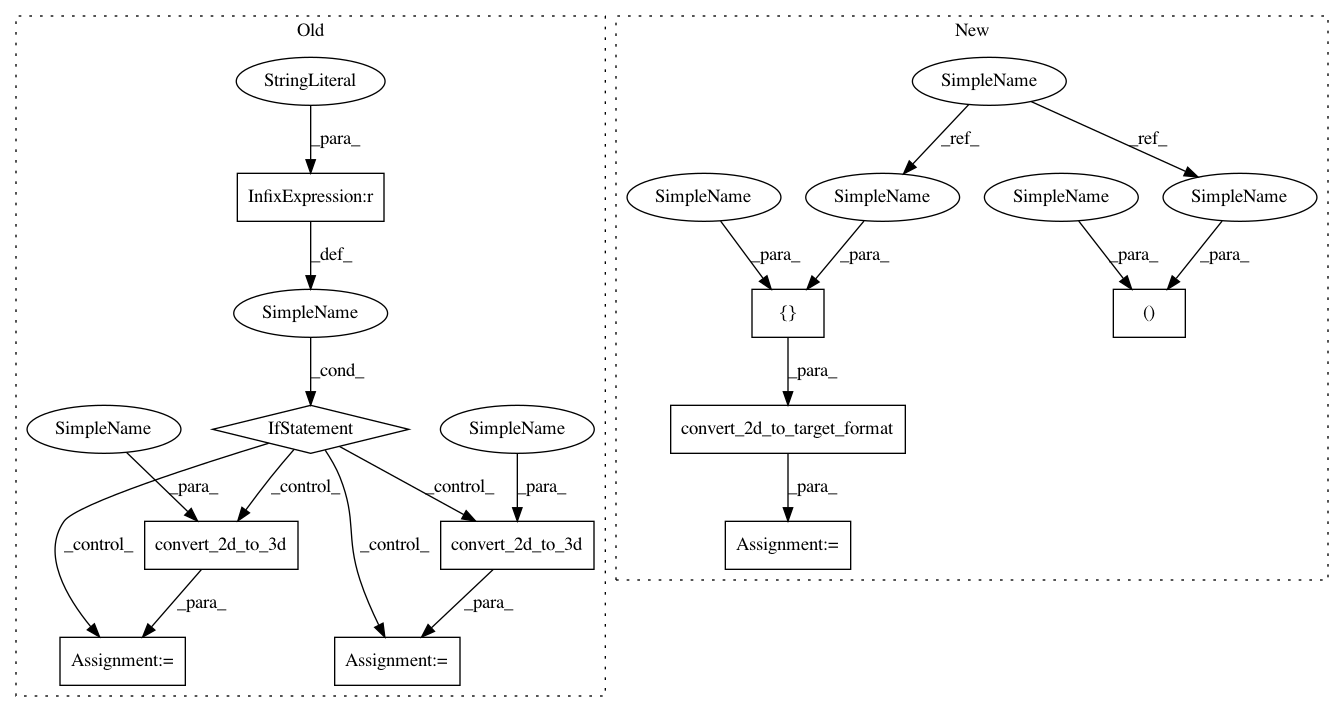 Old
New
StringLiteral
SimpleName
_para_
_ref_
_ref_
InfixExpression:r
SimpleName
SimpleName
SimpleName
SimpleName
_def_
_para_
_para_
_para_
_para_
SimpleName
{}
()
_cond_
_para_
SimpleName
IfStatement
SimpleName
convert_2d_to_target_format
_para_
_control_
_control_
_para_
_para_
_control_
convert_2d_to_3d
_control_
convert_2d_to_3d
Assignment:=
_para_
_para_
Assignment:=
Assignment:=